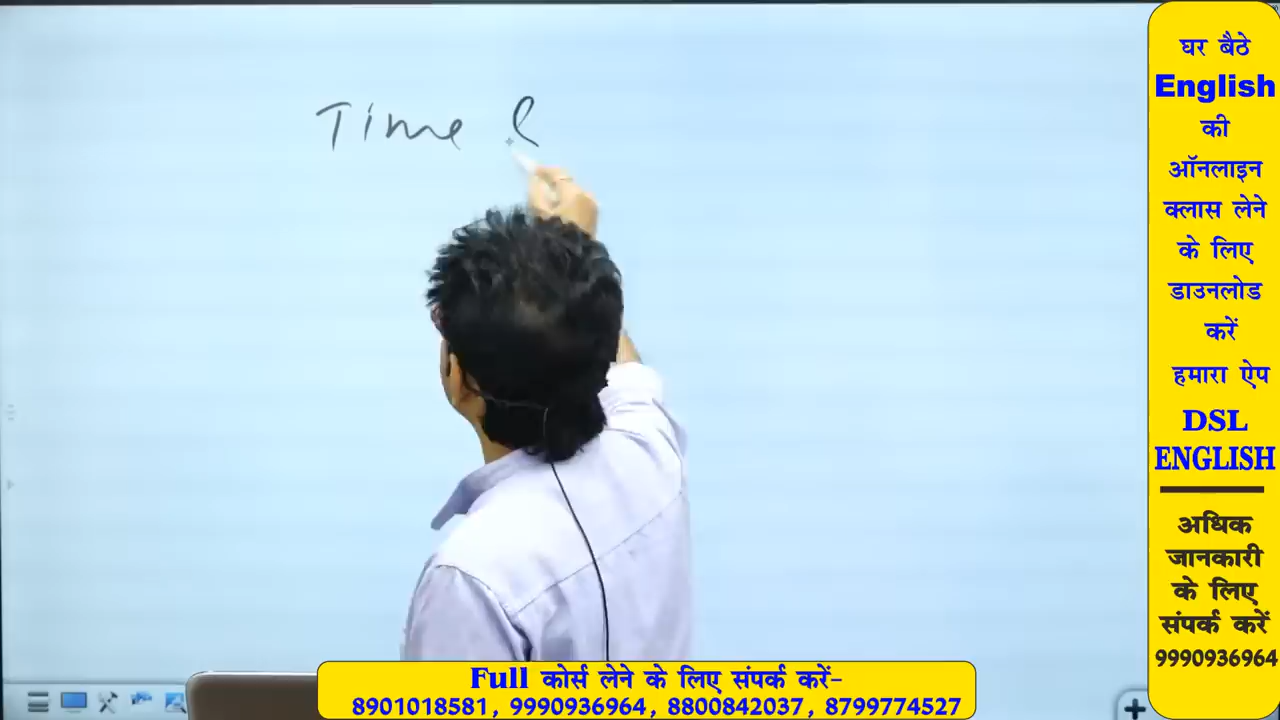 Time &
घर बैठे
English
की
ऑनलाइन
क्लास लेने
के लिए
डाउनलोड
करें
हमारा ऐप
DSL
ENGLISH
अधिक
जानकारी
के लिए
संपर्क करें
9990936964
Full कोर्स लेने के लिए संपर्क करें-
8901018581, 9990936964, 8800842037, 8799774527